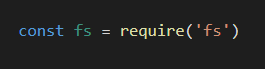 const fs = require('fs')